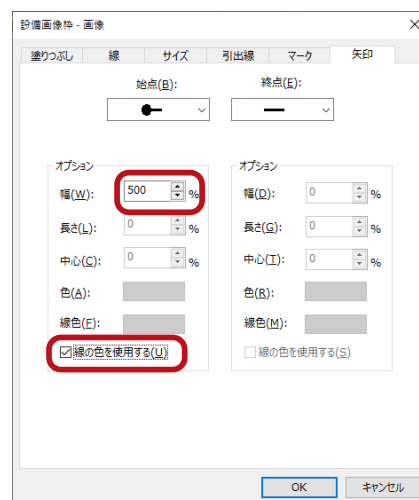 設備画像枠 - 画像
塗りつぶし 線 サイズ 引出線 マーク 矢印
始点(B): 終点(E):
オプション オプション
幅(W): 500 % 幅(D): 0 %
長さ(L): 0 % 長さ(G): 0 %
中心(C): 0 % 中心(T): 0 %
色(A): 色(R):
線色(F): 線色(M):
線の色を使用する(U) 線の色を使用する(S)
OK キャンセル